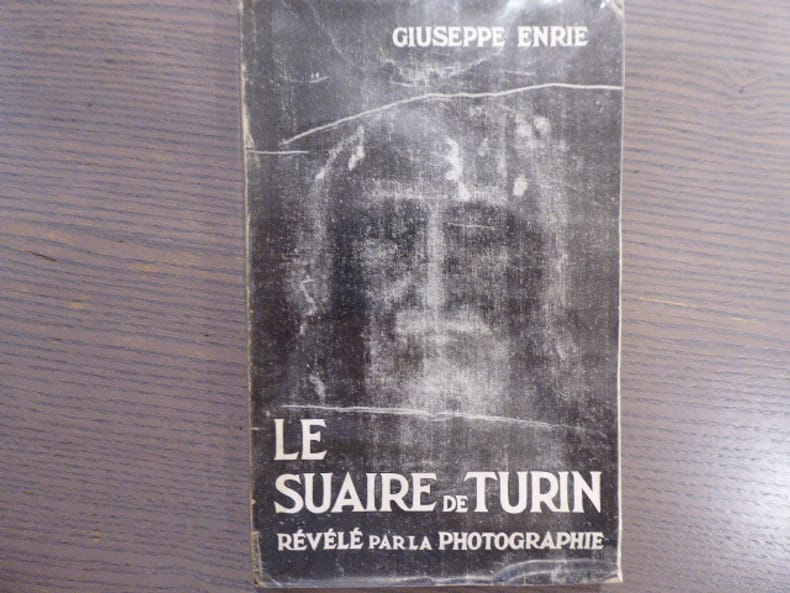 GIUSEPPE ENRIE
LE
SUAIRE DE TURIN
RÉVÉLÉ PAR LA PHOTOGRAPHIE